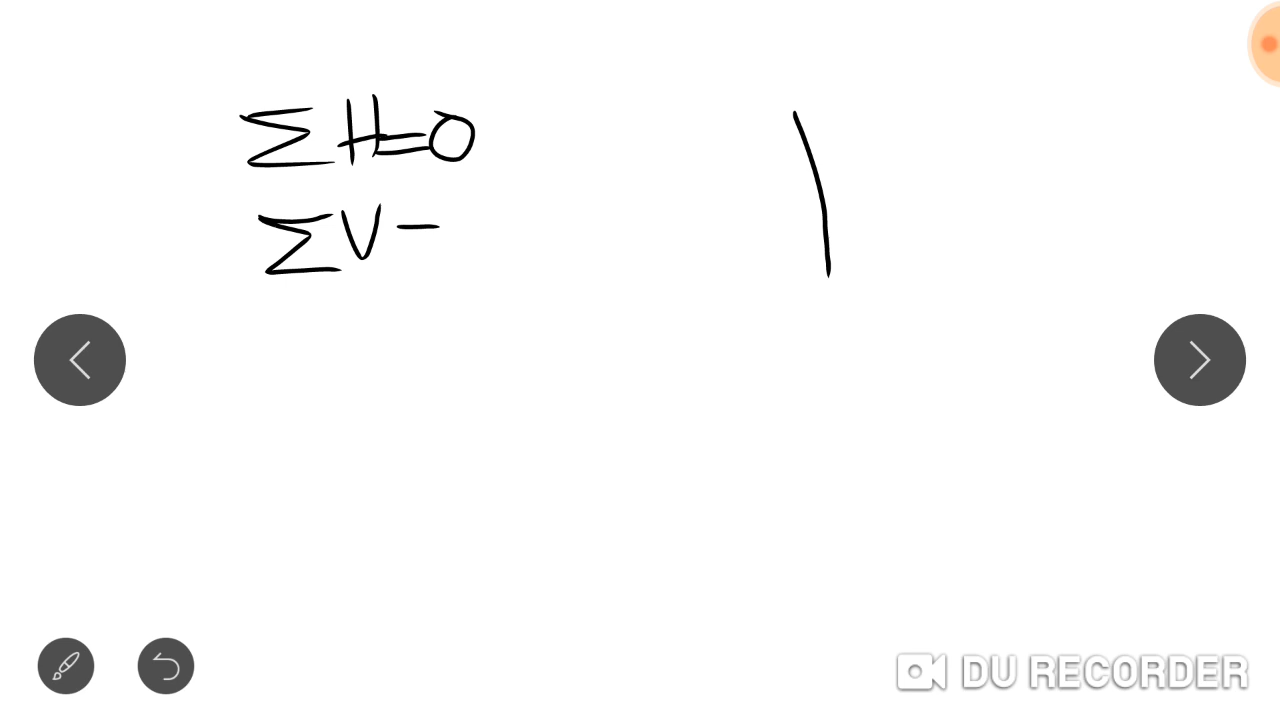 ΣH=0
ΣV-
DU RECORDER